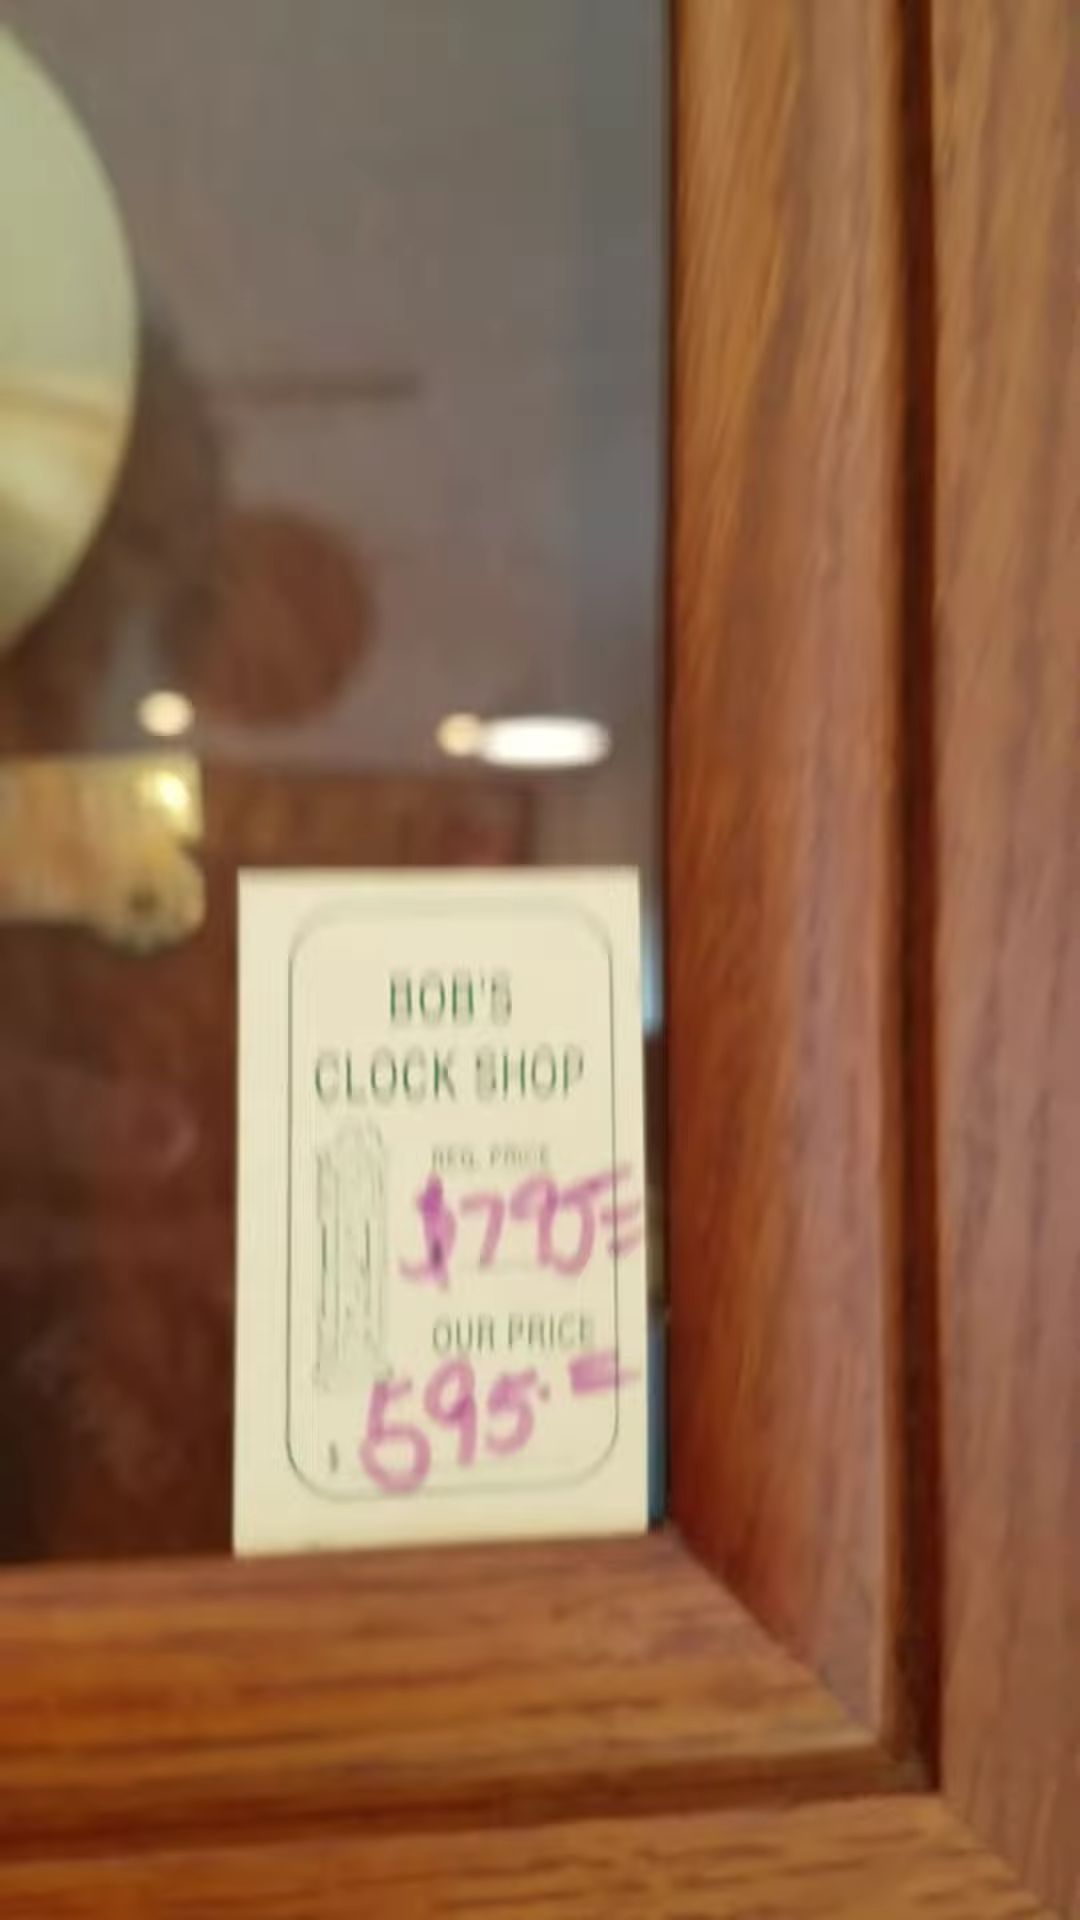 BOB'S
CLOCK SHOP
REG. PRICE
$795=
OUR PRICE
$ 595.=